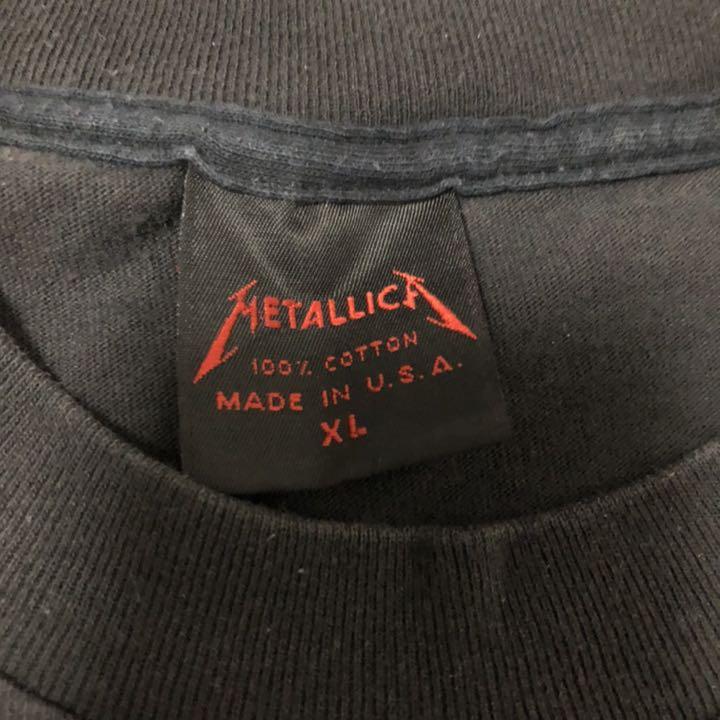 METALLICA
100% COTTON
MADE IN U.S.A.
XL